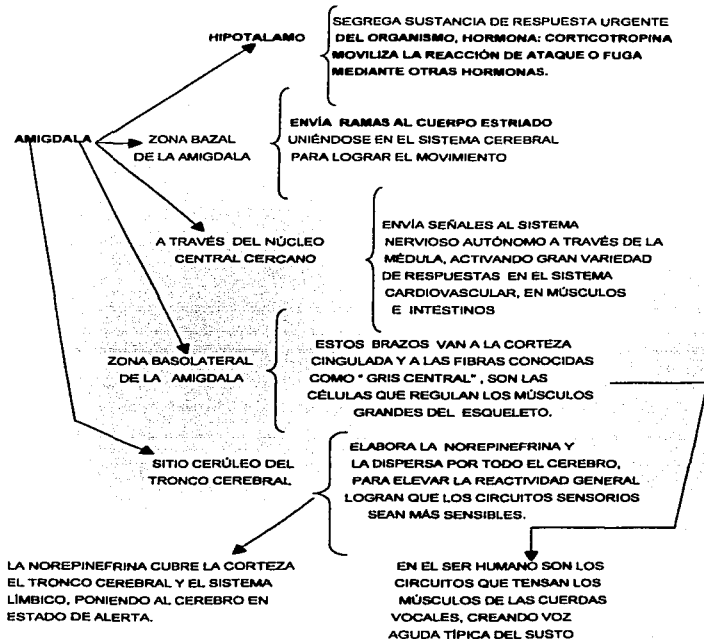 HIPOTALAMO
SEGREGA SUSTANCIA DE RESPUESTA URGENTE
DEL ORGANISMO, HORMONA: CORTICOTROPINA
MOVILIZA LA REACCIÓN DE ATAQUE O FUGA
MEDIANTE OTRAS HORMONAS.
AMIGDALA
ZONA BAZAL
DE LA AMIGDALA
ENVÍA RAMAS AL CUERPO ESTRIADO
UNIÉNDOSE EN EL SISTEMA CEREBRAL
PARA LOGRAR EL MOVIMIENTO
A TRAVÉS DEL NÚCLEO
CENTRAL CERCANO
ENVÍA SEÑALES AL SISTEMA
NERVIOSO AUTÓNOMO A TRAVÉS DE LA
MÉDULA, ACTIVANDO GRAN VARIEDAD
DE RESPUESTAS EN EL SISTEMA
CARDIOVASCULAR, EN MÚSCULOS
E INTESTINOS
ZONA BASOLATERAL
DE LA AMIGDALA
ESTOS BRAZOS VAN A LA CORTEZA
CINGULADA Y A LAS FIBRAS CONOCIDAS
COMO " GRIS CENTRAL" , SON LAS
CÉLULAS QUE REGULAN LOS MÚSCULOS
GRANDES DEL ESQUELETO.
SITIO CERÚLEO DEL
TRONCO CEREBRAL
ELABORA LA NOREPINEFRINA Y
LA DISPERSA POR TODO EL CEREBRO,
PARA ELEVAR LA REACTIVIDAD GENERAL
LOGRAN QUE LOS CIRCUITOS SENSORIOS
SEAN MÁS SENSIBLES.
LA NOREPINEFRINA CUBRE LA CORTEZA
EL TRONCO CEREBRAL Y EL SISTEMA
LÍMBICO, PONIENDO AL CEREBRO EN
ESTADO DE ALERTA.
EN EL SER HUMANO SON LOS
CIRCUITOS QUE TENSAN LOS
MÚSCULOS DE LAS CUERDAS
VOCALES, CREANDO VOZ
AGUDA TÍPICA DEL SUSTO